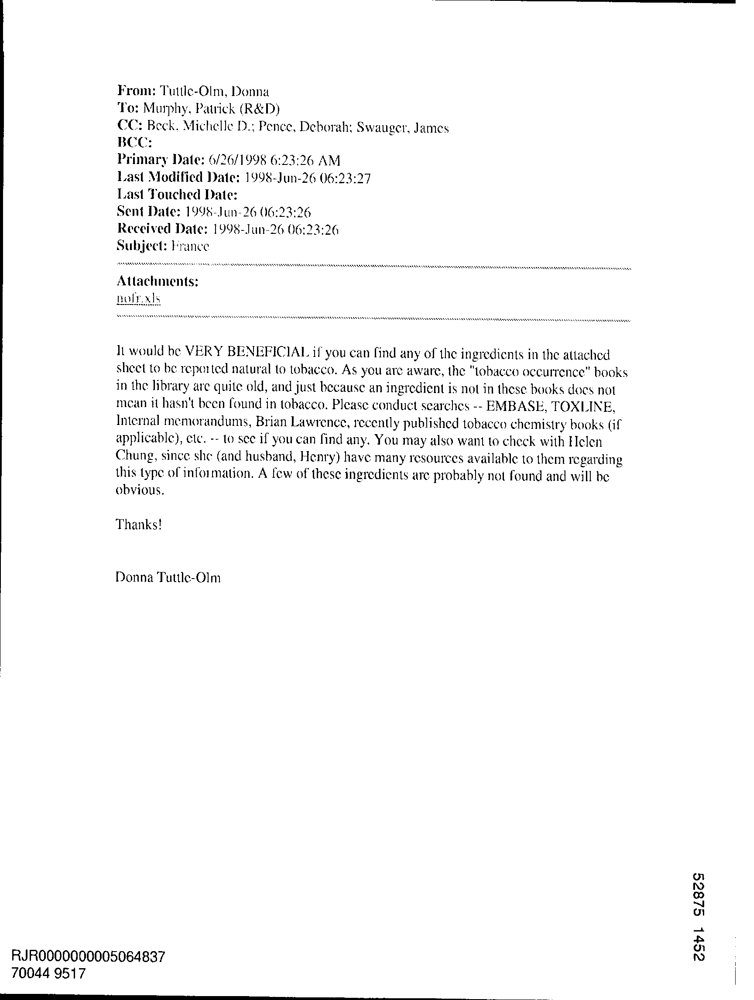 From: Tuttle-Olm, Donna
To: Murphy, Patrick (R&D)
CC: Beck, Michelle D.; Pence, Deborah; Swauger, James
BCC:
Primary Date: 6/26/1998 6:23:26 AM
Last Modified Date: 1998-Jun-26 06:23:27
Last Touched Date:
Sent Date: 1998-Jun-26 06:23:26
Received Date: 1998-Jun-26 06:23:26
Subject: France
Attachments:
nofr.xls
It would be VERY BENEFICIAL if you can find any of the ingredients in the attached
sheet to be reported natural to tobacco. As you are aware, the "tobacco occurrence" books
in the library are quite old, and just because an ingredient is not in these books does not
mean it hasn't been found in tobacco. Please conduct searches -- EMBASE, TOXLINE,
Internal memorandums, Brian Lawrence, recently published tobacco chemistry books (if
applicable), etc. -- to see if you can find any. You may also want to check with Helen
Chung, since she (and husband, Henry) have many resources available to them regarding
this type of information. A few of these ingredients are probably not found and will be
obvious.
Thanks!
Donna Tuttle-Olm
52875 1452
RJR0000000005064837
70044 9517